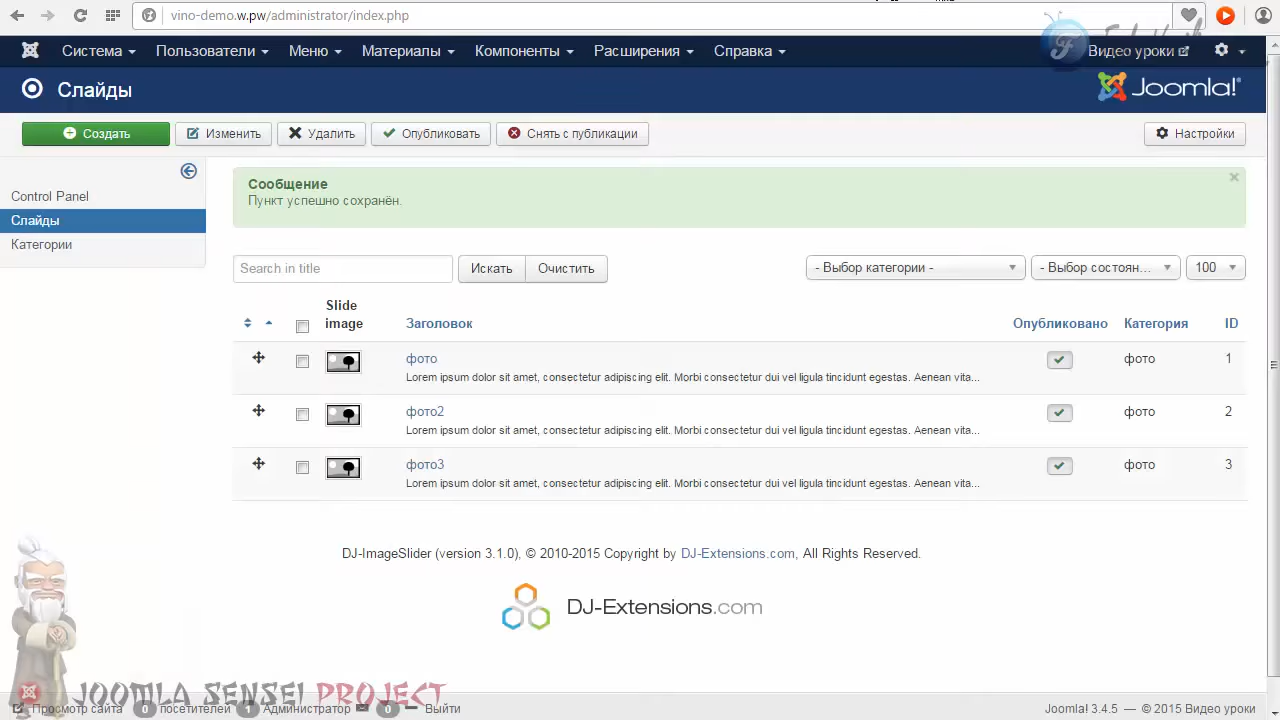 vino-demo.w.pw/administrator/index.php
Система Пользователи Меню Материалы Компоненты Расширения Справка Видео уроки
Слайды Joomla!
Создать Изменить Удалить Опубликовать Снять с публикации Настройки
Control Panel
Слайды
Категории
Сообщение
Пункт успешно сохранён.
Search in title Искать Очистить - Выбор категории - - Выбор состоян... 100
Slide image Заголовок Опубликовано Категория ID
фото фото 1
Lorem ipsum dolor sit amet, consectetur adipiscing elit. Morbi consectetur dui vel ligula tincidunt egestas. Aenean vita...
фото2 фото 2
Lorem ipsum dolor sit amet, consectetur adipiscing elit. Morbi consectetur dui vel ligula tincidunt egestas. Aenean vita...
фото3 фото 3
Lorem ipsum dolor sit amet, consectetur adipiscing elit. Morbi consectetur dui vel ligula tincidunt egestas. Aenean vita...
DJ-ImageSlider (version 3.1.0), © 2010-2015 Copyright by DJ-Extensions.com, All Rights Reserved.
DJ-Extensions.com
JOOMLA SENSEI PROJECT
Просмотр сайта 0 посетителей 1 Администратор 0 Выйти Joomla! 3.4.5 — © 2015 Видео уроки